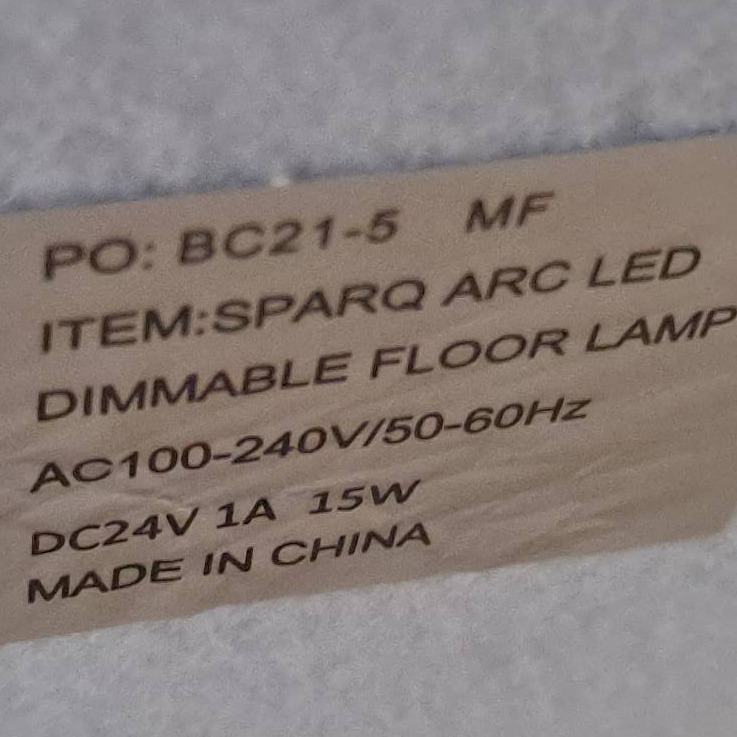 PO: BC21-5 MF
ITEM:SPARQ ARC LED
DIMMABLE FLOOR LAMP
AC100-240V/50-60Hz
DC24V 1A 15W
MADE IN CHINA